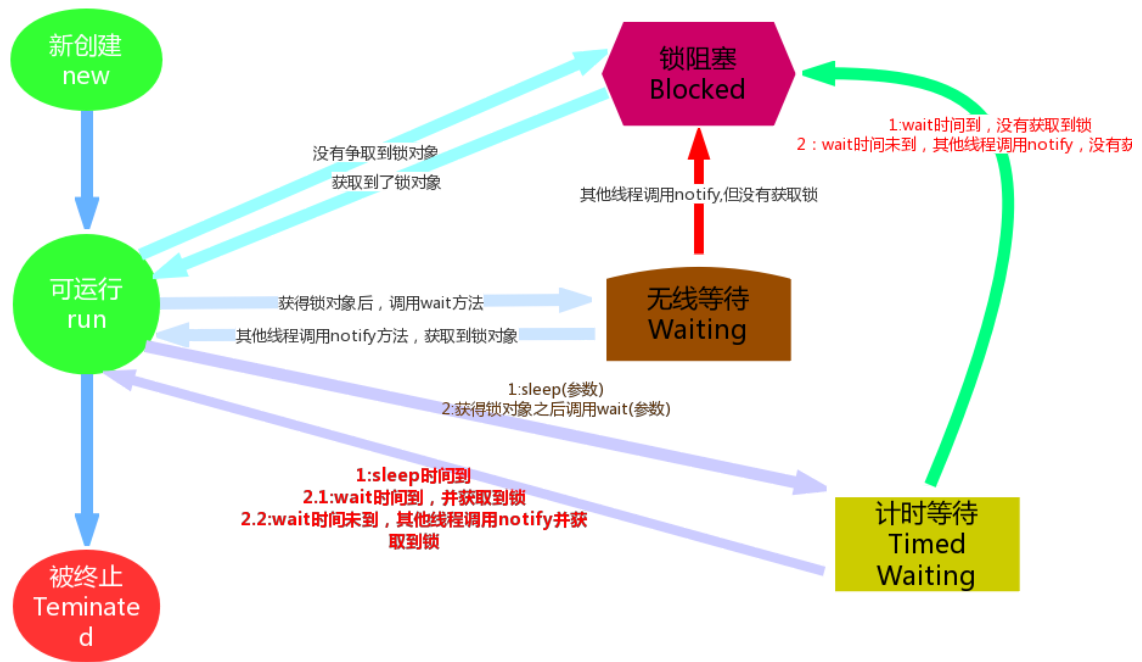 新创建
new
锁阻塞
Blocked
1:wait时间到，没有获取到锁
2：wait时间未到，其他线程调用notify，没有获
没有争取到锁对象
获取到了锁对象
其他线程调用notify,但没有获取锁
可运行
run
获得锁对象后，调用wait方法
其他线程调用notify方法，获取到锁对象
无线等待
Waiting
1:sleep(参数)
2:获得锁对象之后调用wait(参数)
1:sleep时间到
2.1:wait时间到，并获取到锁
2.2:wait时间未到，其他线程调用notify并获
取到锁
计时等待
Timed
Waiting
被终止
Teminate
d